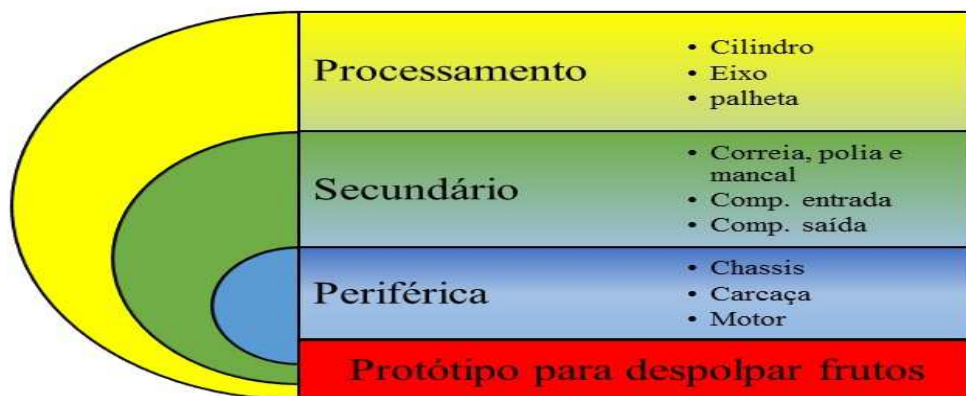 Processamento
• Cilindro
• Eixo
• palheta
Secundário
• Correia, polia e
mancal
• Comp. entrada
• Comp. saída
Periférica
• Chassis
• Carcaça
• Motor
Protótipo para despolpar frutos